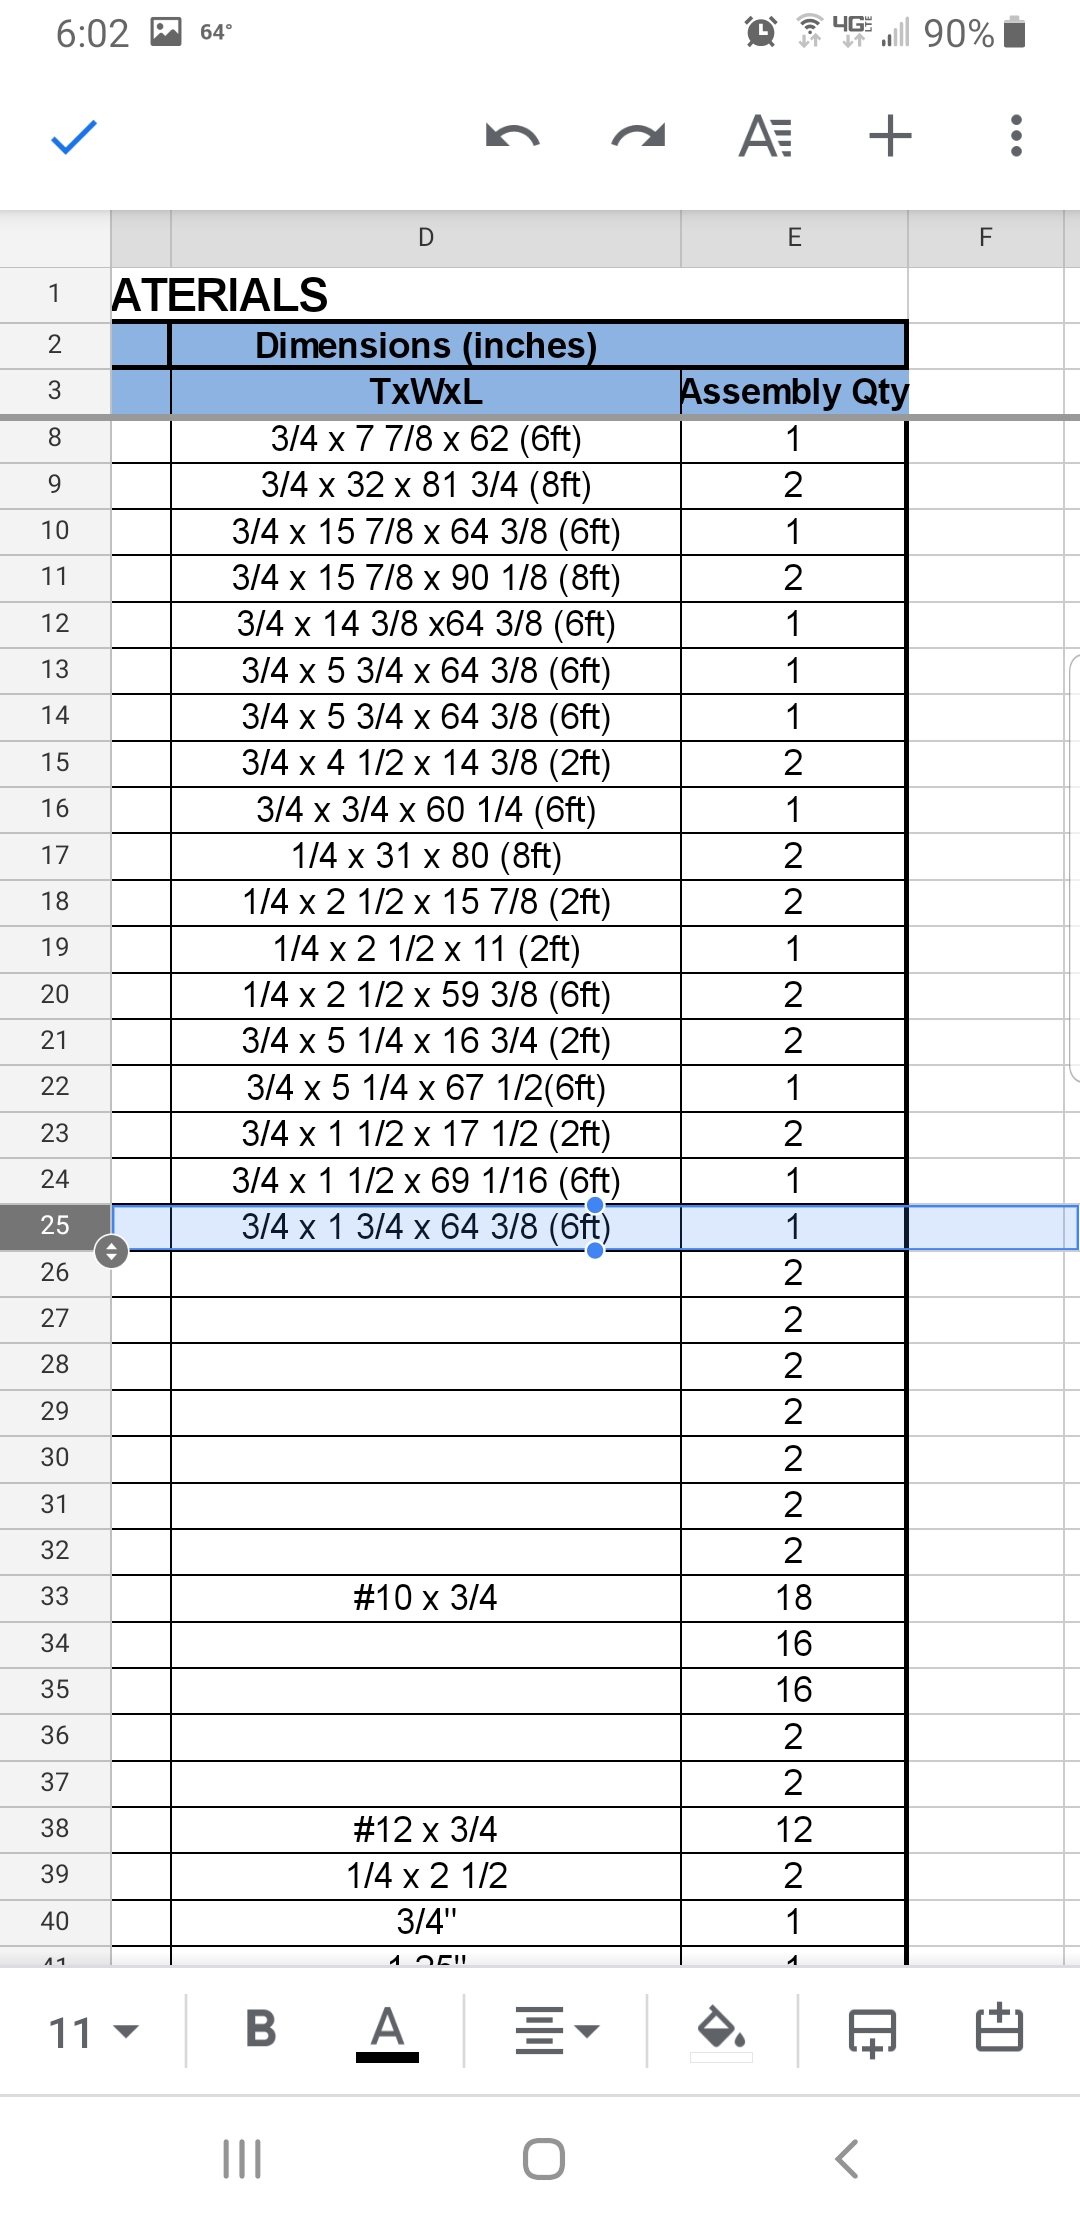 6:02 64° 4G LTE 90%
D E F
1 ATERIALS
2 Dimensions (inches)
3 TxWxL Assembly Qty
8 3/4 x 7 7/8 x 62 (6ft) 1
9 3/4 x 32 x 81 3/4 (8ft) 2
10 3/4 x 15 7/8 x 64 3/8 (6ft) 1
11 3/4 x 15 7/8 x 90 1/8 (8ft) 2
12 3/4 x 14 3/8 x64 3/8 (6ft) 1
13 3/4 x 5 3/4 x 64 3/8 (6ft) 1
14 3/4 x 5 3/4 x 64 3/8 (6ft) 1
15 3/4 x 4 1/2 x 14 3/8 (2ft) 2
16 3/4 x 3/4 x 60 1/4 (6ft) 1
17 1/4 x 31 x 80 (8ft) 2
18 1/4 x 2 1/2 x 15 7/8 (2ft) 2
19 1/4 x 2 1/2 x 11 (2ft) 1
20 1/4 x 2 1/2 x 59 3/8 (6ft) 2
21 3/4 x 5 1/4 x 16 3/4 (2ft) 2
22 3/4 x 5 1/4 x 67 1/2(6ft) 1
23 3/4 x 1 1/2 x 17 1/2 (2ft) 2
24 3/4 x 1 1/2 x 69 1/16 (6ft) 1
25 3/4 x 1 3/4 x 64 3/8 (6ft) 1
26 2
27 2
28 2
29 2
30 2
31 2
32 2
33 #10 x 3/4 18
34 16
35 16
36 2
37 2
38 #12 x 3/4 12
39 1/4 x 2 1/2 2
40 3/4" 1
41 1.25" 1
11 B A